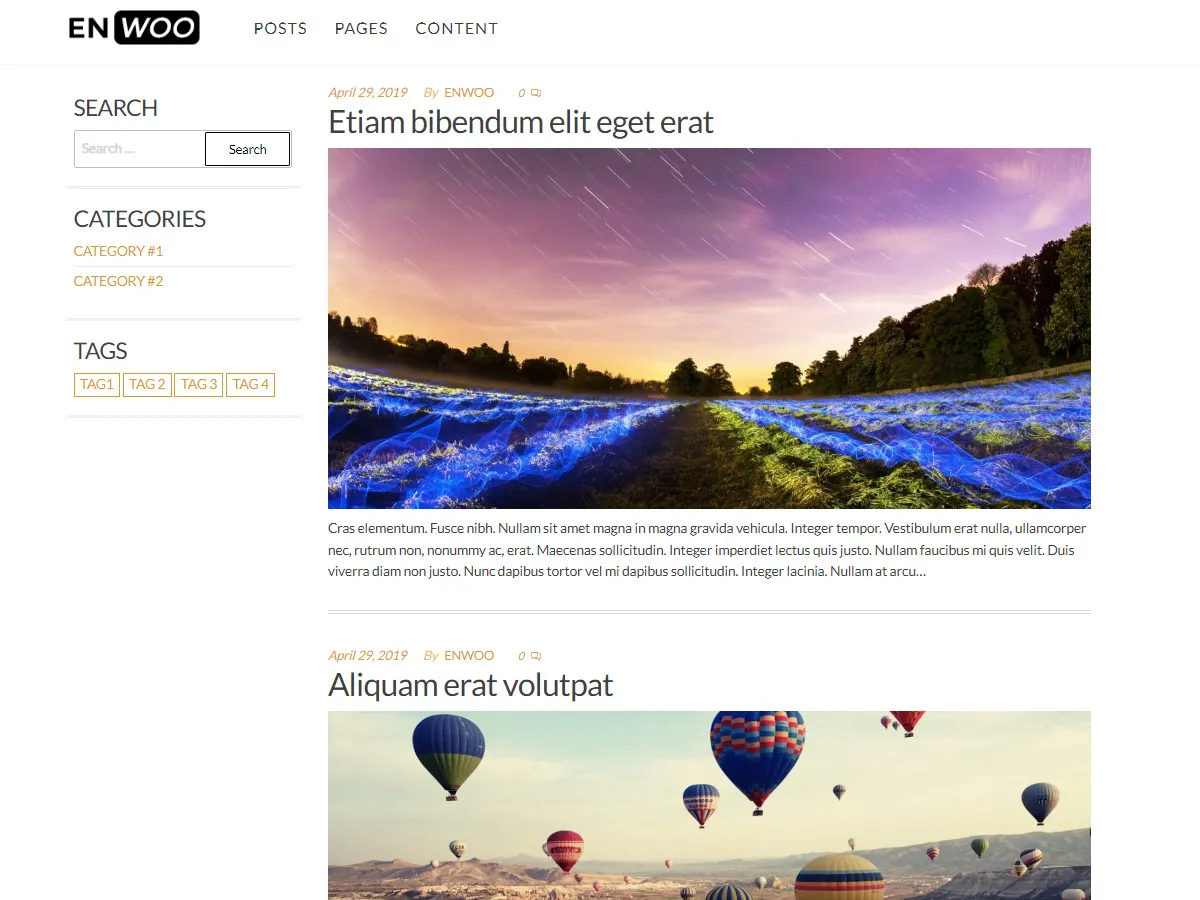 EN WOO
POSTS PAGES CONTENT
SEARCH
Search ...
Search
CATEGORIES
CATEGORY #1
CATEGORY #2
TAGS
TAG1 TAG 2 TAG 3 TAG 4
April 29, 2019 By ENWOO 0
Etiam bibendum elit eget erat
Cras elementum. Fusce nibh. Nullam sit amet magna in magna gravida vehicula. Integer tempor. Vestibulum erat nulla, ullamcorper
nec, rutrum non, nonummy ac, erat. Maecenas sollicitudin. Integer imperdiet lectus quis justo. Nullam faucibus mi quis velit. Duis
viverra diam non justo. Nunc dapibus tortor vel mi dapibus sollicitudin. Integer lacinia. Nullam at arcu…
April 29, 2019 By ENWOO 0
Aliquam erat volutpat